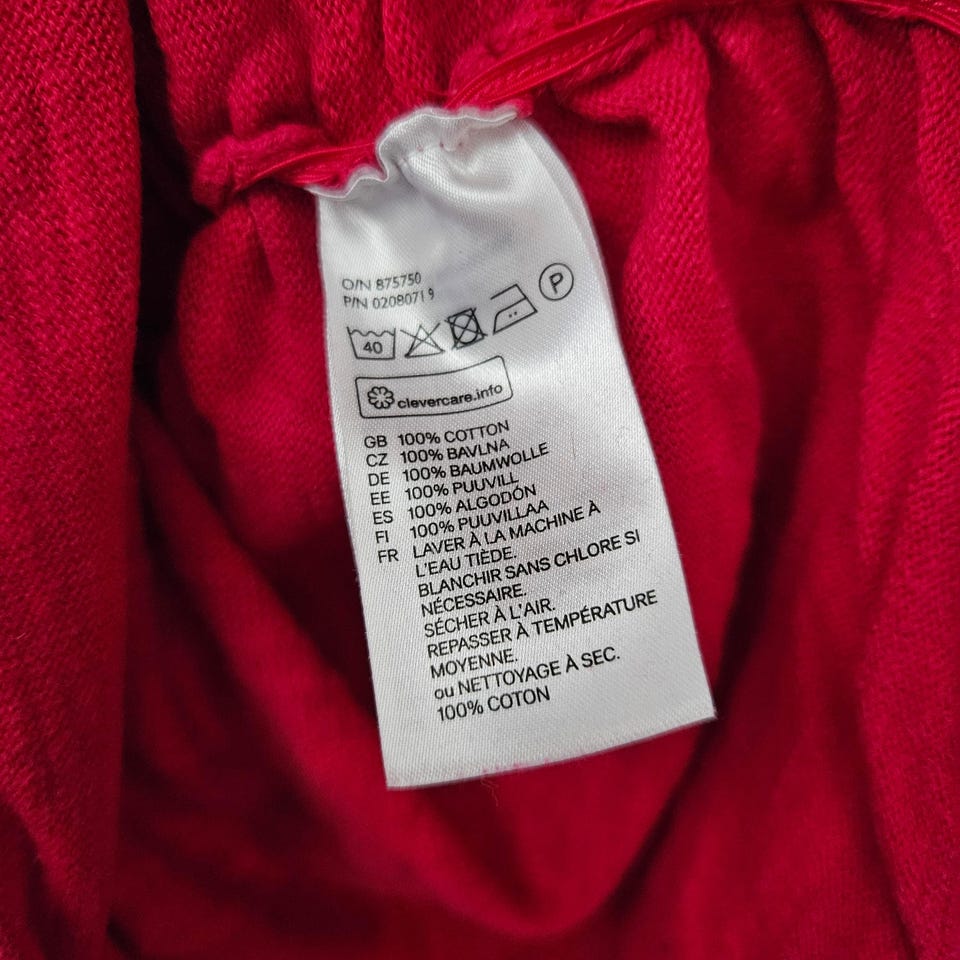 O/N 875750
P/N 02080719
40
P
clevercare.info
GB 100% COTTON
CZ 100% BAVLNA
DE 100% BAUMWOLLE
EE 100% PUUVILL
ES 100% ALGODÓN
FI 100% PUUVILLAA
FR LAVER À LA MACHINE À
L'EAU TIÈDE.
BLANCHIR SANS CHLORE SI
NÉCESSAIRE.
SÉCHER À L'AIR.
REPASSER À TEMPÉRATURE
MOYENNE.
ou NETTOYAGE À SEC.
100% COTON